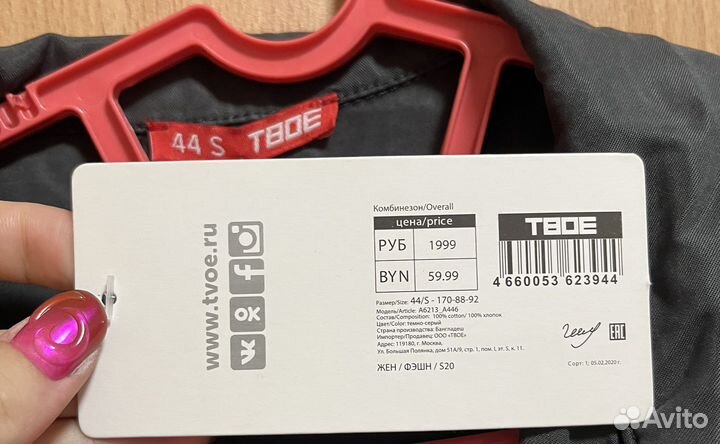 44 S ТВОЕ
www.tvoe.ru
Комбинезон/Overall
цена/price
РУБ 1999
BYN 59.99
ТВОЕ
4 660053 623944
Размер/Size: 44/S - 170-88-92
Модель/Article: A6213_A446
Состав/Composition: 100% cotton/ 100% хлопок
Цвет/Color: темно-серый
Страна производства: Бангладеш
Импортер/Продавец: ООО «ТВОЕ»
Адрес: 119180, г. Москва,
ул. Большая Полянка, дом 51А/9, стр. 1, пом. I, эт. 5, к. 11.
ЖЕН / ФЭШН / S20
EAC
Сорт: 1; 05.02.2020 г.
Avito